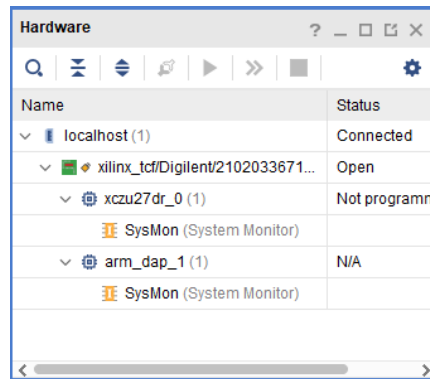 Hardware ?
Name Status
localhost (1) Connected
xilinx_tcf/Digilent/2102033671... Open
xczu27dr_0 (1) Not programm
SysMon (System Monitor)
arm_dap_1 (1) N/A
SysMon (System Monitor)